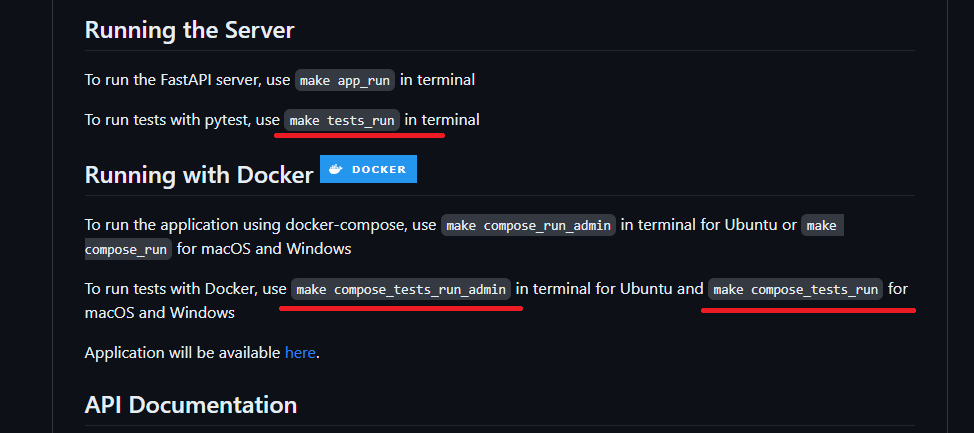 Running the Server
To run the FastAPI server, use make app_run in terminal
To run tests with pytest, use make tests_run in terminal
Running with Docker DOCKER
To run the application using docker-compose, use make compose_run_admin in terminal for Ubuntu or make
compose_run for macOS and Windows
To run tests with Docker, use make compose_tests_run_admin in terminal for Ubuntu and make compose_tests_run for
macOS and Windows
Application will be available here.
API Documentation